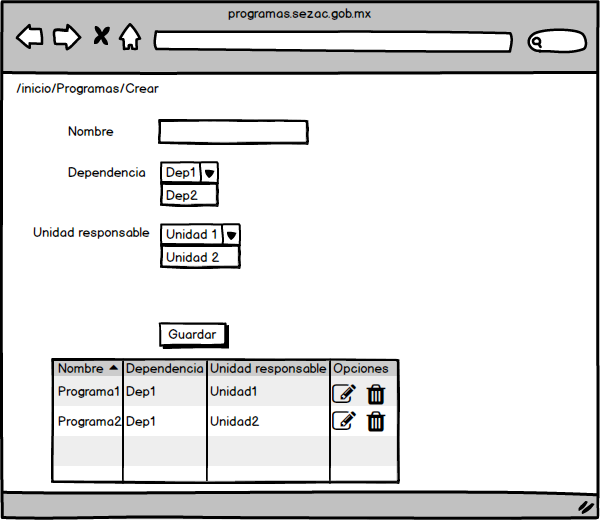 programas.sezac.gob.mx
/inicio/Programas/Crear
Nombre
Dependencia Dep1
Dep2
Unidad responsable Unidad 1
Unidad 2
Guardar
Nombre Dependencia Unidad responsable Opciones
Programa1 Dep1 Unidad1
Programa2 Dep1 Unidad2